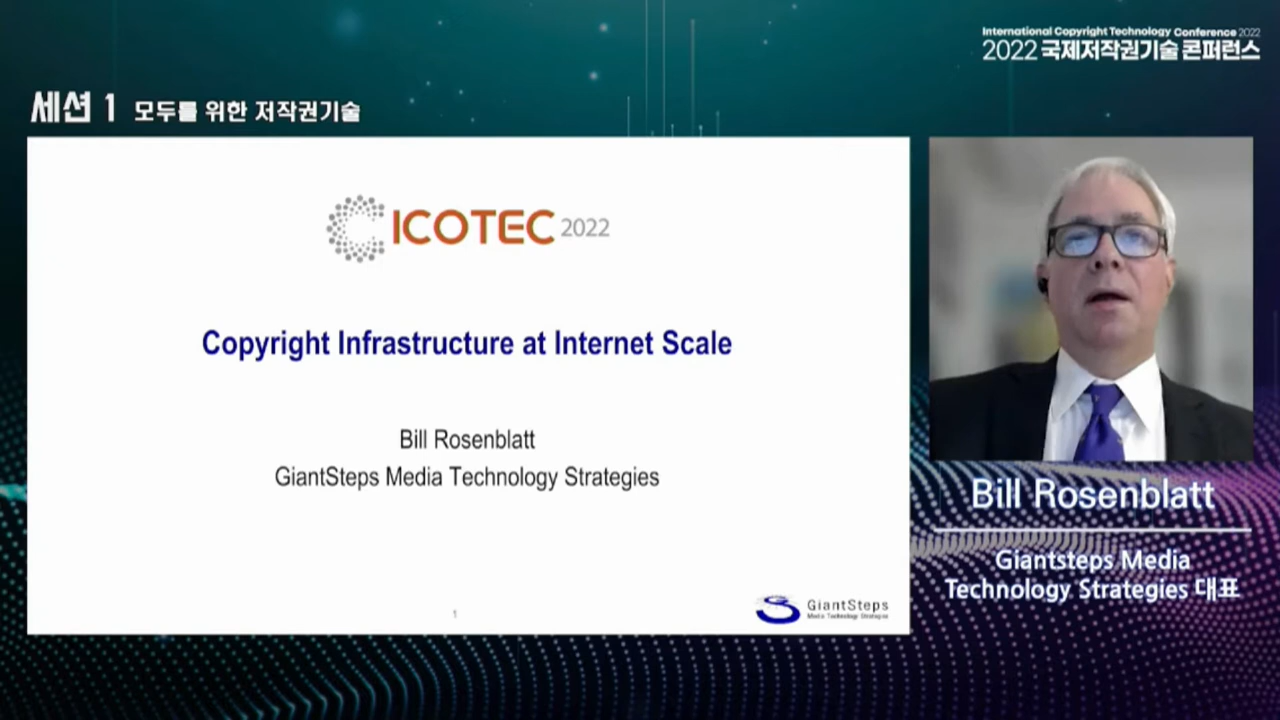 International Copyright Technology Conference 2022
2022 국제저작권기술 콘퍼런스
세션 1 모두를 위한 저작권기술
ICOTEC 2022
Copyright Infrastructure at Internet Scale
Bill Rosenblatt
GiantSteps Media Technology Strategies
1
GiantSteps
Media Technology Strategies
Bill Rosenblatt
Giantsteps Media
Technology Strategies 대표